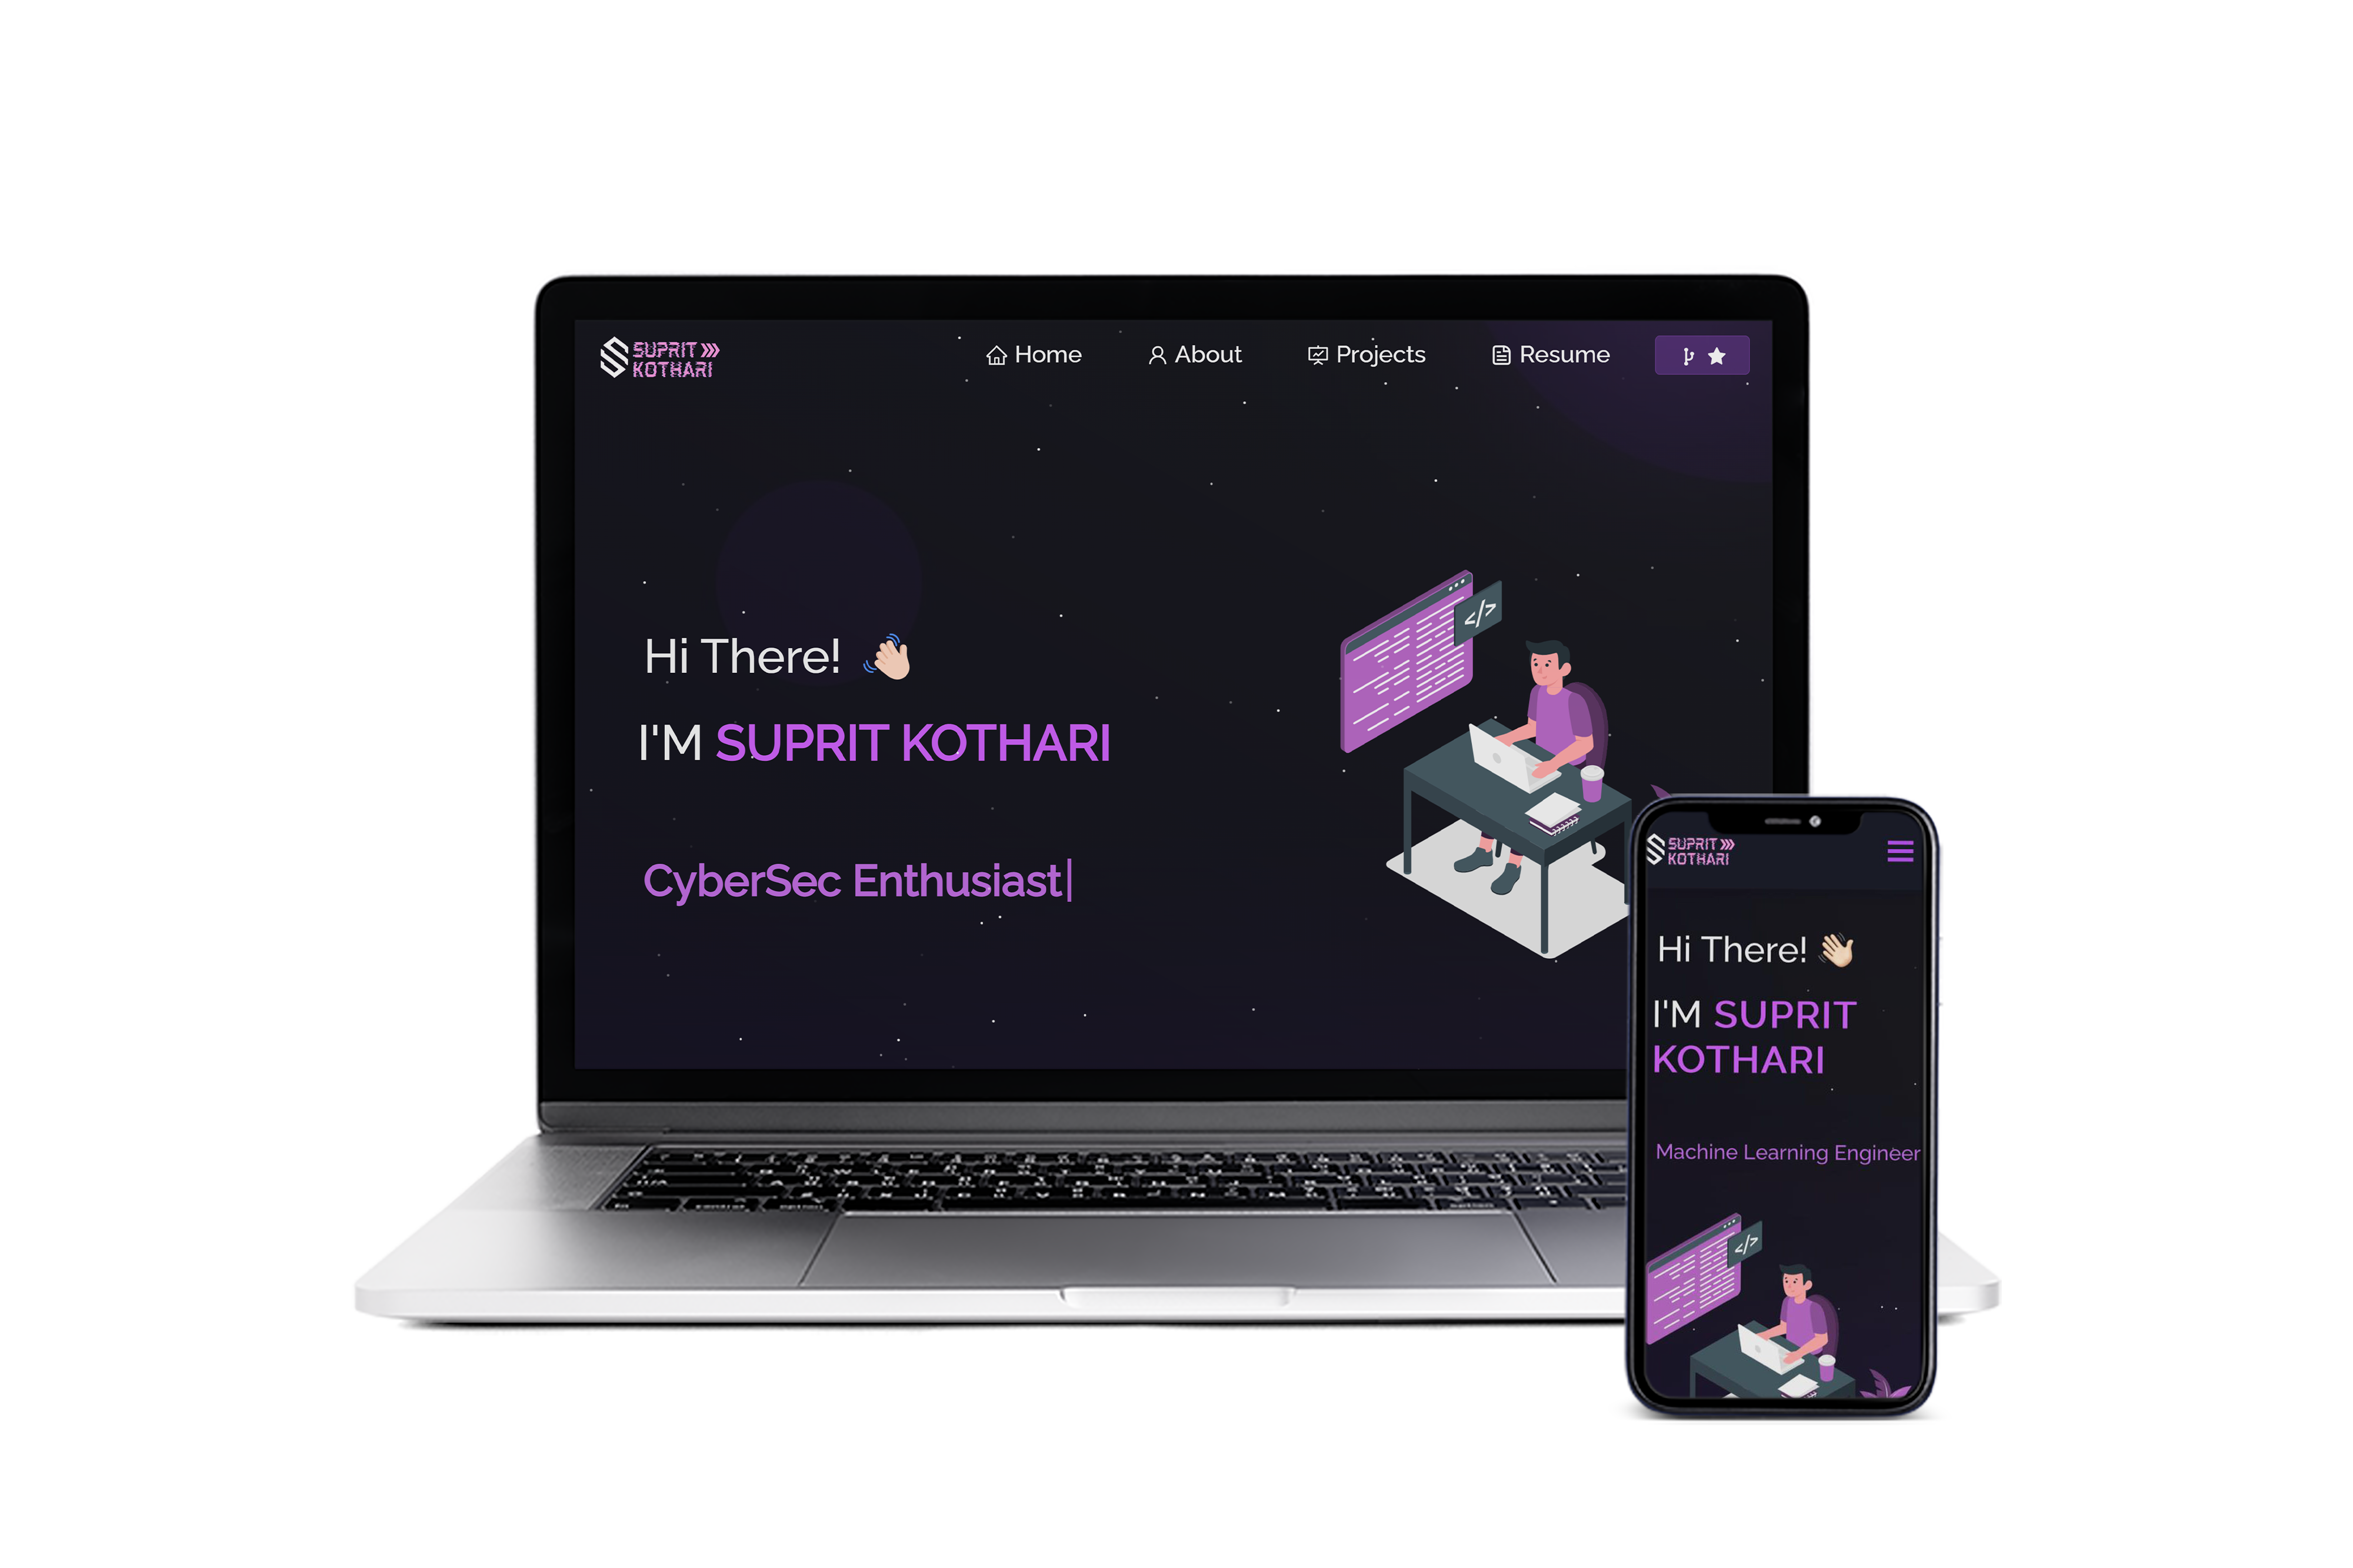 SUPRIT
KOTHARI
Home About Projects Resume
</>
Hi There! 👋🏻
I'M SUPRIT KOTHARI
CyberSec Enthusiast|
SUPRIT
KOTHARI
Hi There! 👋🏻
I'M SUPRIT
KOTHARI
Machine Learning Engineer
</>